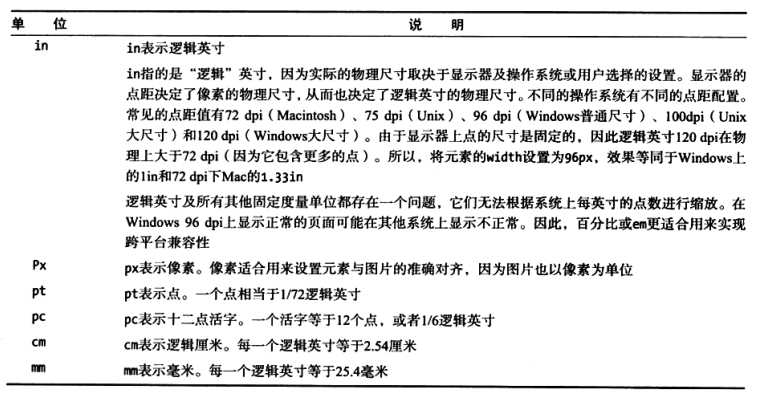 单 位 说 明
in in表示逻辑英寸
in指的是“逻辑”英寸，因为实际的物理尺寸取决于显示器及操作系统或用户选择的设置。显示器的
点距决定了像素的物理尺寸，从而也决定了逻辑英寸的物理尺寸。不同的操作系统有不同的点距配置。
常见的点距值有72 dpi（Macintosh）、75 dpi（Unix）、96 dpi（Windows普通尺寸）、100dpi（Unix
大尺寸）和120 dpi（Windows大尺寸）。由于显示器上点的尺寸是固定的，因此逻辑英寸120 dpi在物
理上大于72 dpi（因为它包含更多的点）。所以，将元素的width设置为96px，效果等同于Windows上
的1in和72 dpi下Mac的1.33in
逻辑英寸及所有其他固定度量单位都存在一个问题，它们无法根据系统上每英寸的点数进行缩放。在
Windows 96 dpi上显示正常的页面可能在其他系统上显示不正常。因此，百分比或em更适合用来实现
跨平台兼容性
Px px表示像素。像素适合用来设置元素与图片的准确对齐，因为图片也以像素为单位
pt pt表示点。一个点相当于1/72逻辑英寸
pc pc表示十二点活字。一个活字等于12个点，或者1/6逻辑英寸
cm cm表示逻辑厘米。每一个逻辑英寸等于2.54厘米
mm mm表示毫米。每一个逻辑英寸等于25.4毫米